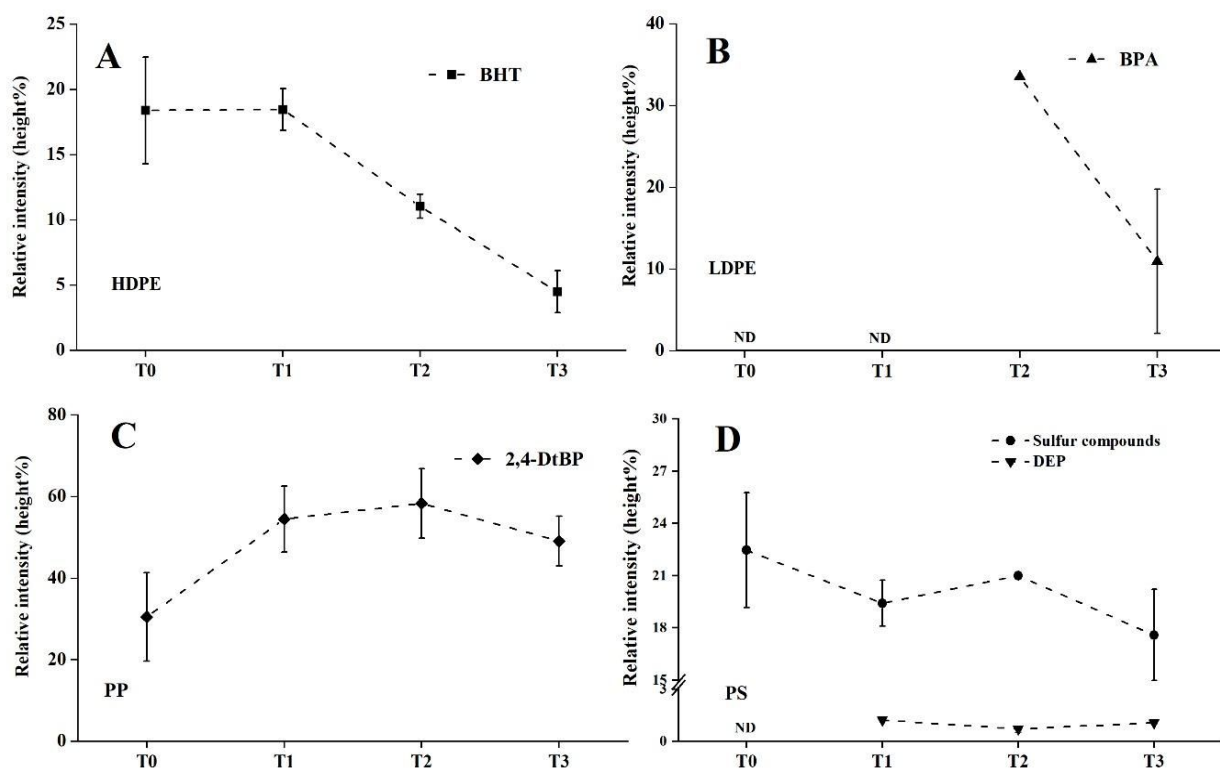 A
BHT
Relative intensity (height%)
25
20
15
10
5
0
HDPE
T0 T1 T2 T3
B
BPA
Relative intensity (height%)
40
30
20
10
0
LDPE
ND ND
T0 T1 T2 T3
C
2,4-DtBP
Relative intensity (height%)
80
60
40
20
0
PP
T0 T1 T2 T3
D
Sulfur compounds
DEP
Relative intensity (height%)
30
27
24
21
18
15
3
0
PS
ND
T0 T1 T2 T3